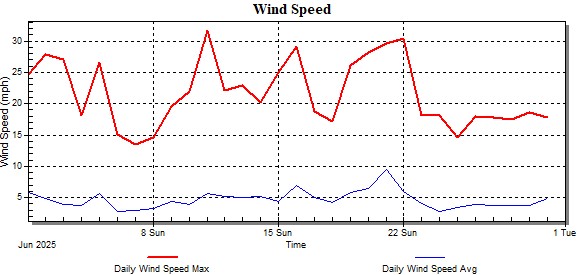 Wind Speed
Wind Speed (mph)
30
25
20
15
10
5
8 Sun
15 Sun
22 Sun
1 Tue
Jun 2025
Time
Daily Wind Speed Max
Daily Wind Speed Avg